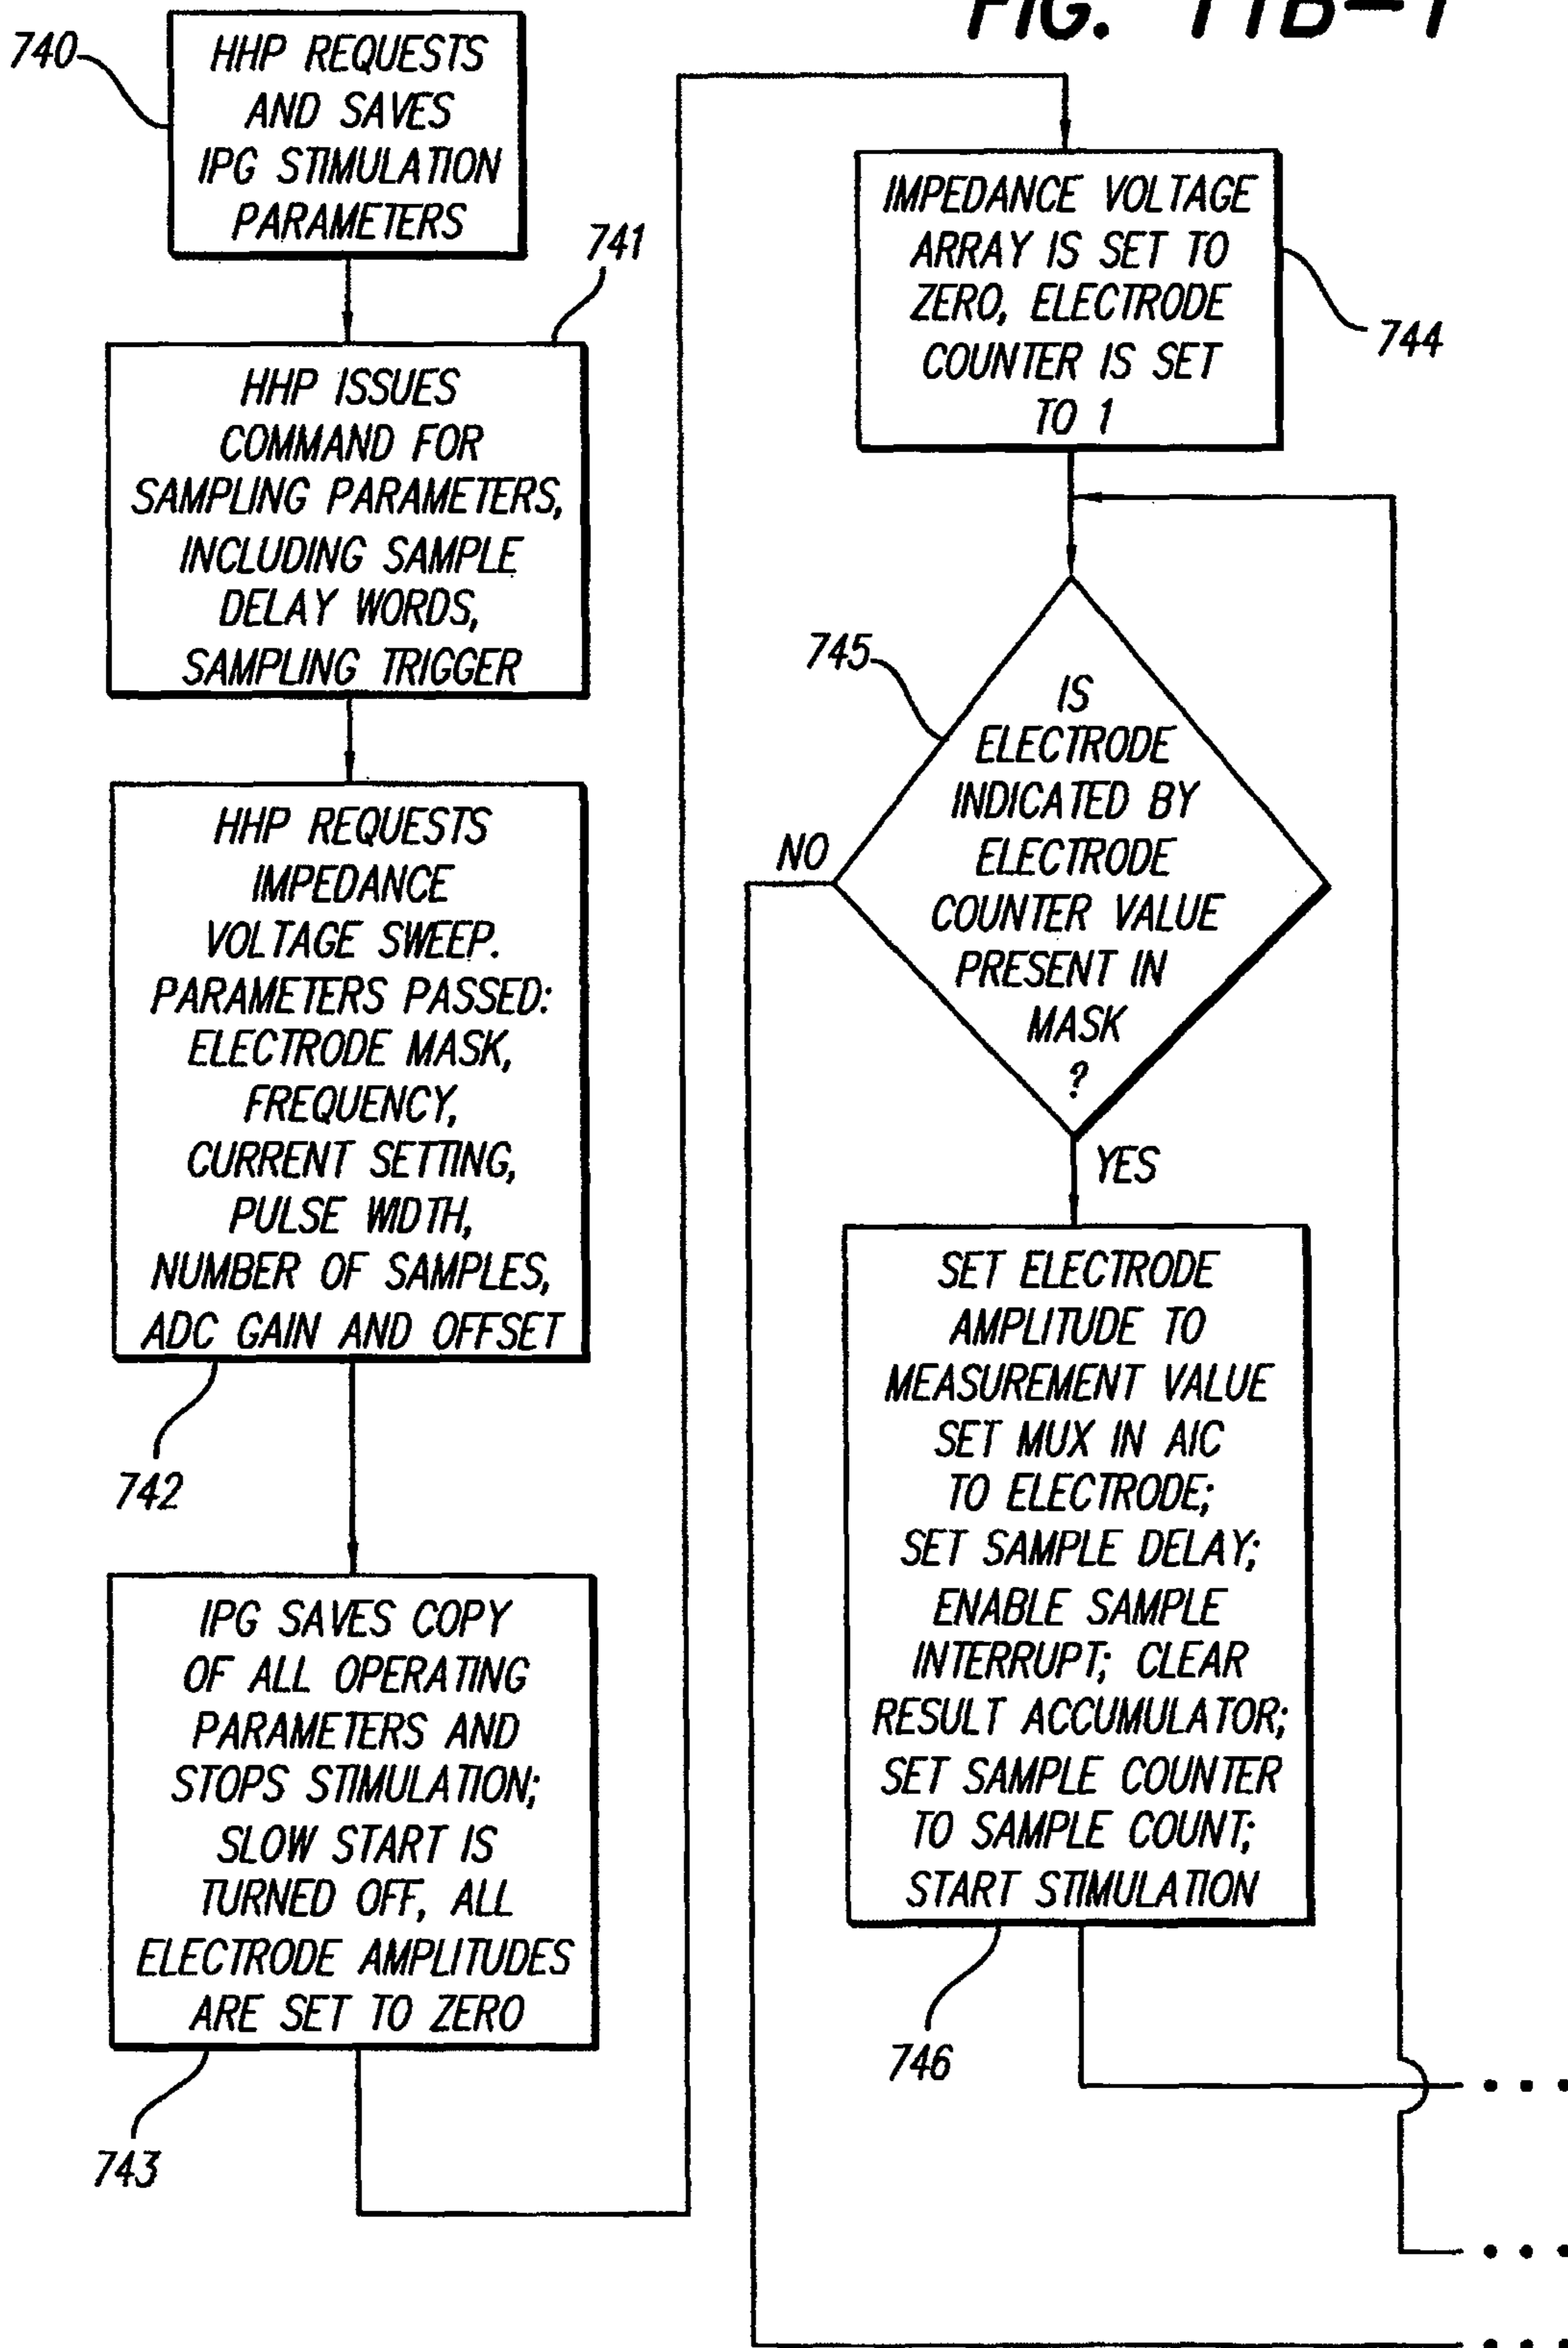 FIG. 11B-1
740
HHP REQUESTS
AND SAVES
IPG STIMULATION
PARAMETERS
741
HHP ISSUES
COMMAND FOR
SAMPLING PARAMETERS,
INCLUDING SAMPLE
DELAY WORDS,
SAMPLING TRIGGER
HHP REQUESTS
IMPEDANCE
VOLTAGE SWEEP.
PARAMETERS PASSED:
ELECTRODE MASK,
FREQUENCY,
CURRENT SETTING,
PULSE WIDTH,
NUMBER OF SAMPLES,
ADC GAIN AND OFFSET
742
IPG SAVES COPY
OF ALL OPERATING
PARAMETERS AND
STOPS STIMULATION;
SLOW START IS
TURNED OFF, ALL
ELECTRODE AMPLITUDES
ARE SET TO ZERO
743
IMPEDANCE VOLTAGE
ARRAY IS SET TO
ZERO, ELECTRODE
COUNTER IS SET
TO 1
744
745
IS
ELECTRODE
INDICATED BY
ELECTRODE
COUNTER VALUE
PRESENT IN
MASK
?
NO
YES
SET ELECTRODE
AMPLITUDE TO
MEASUREMENT VALUE
SET MUX IN AIC
TO ELECTRODE;
SET SAMPLE DELAY;
ENABLE SAMPLE
INTERRUPT; CLEAR
RESULT ACCUMULATOR;
SET SAMPLE COUNTER
TO SAMPLE COUNT;
START STIMULATION
746